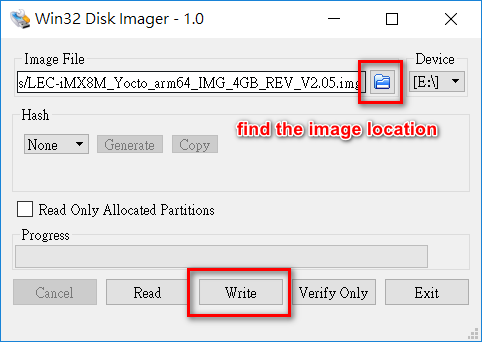 Win32 Disk Imager - 1.0
Image File
Device
s/LEC-iMX8M_Yocto_arm64_IMG_4GB_REV_V2.05.img
[E:\]
find the image location
Hash
None Generate Copy
Read Only Allocated Partitions
Progress
Cancel Read Write Verify Only Exit